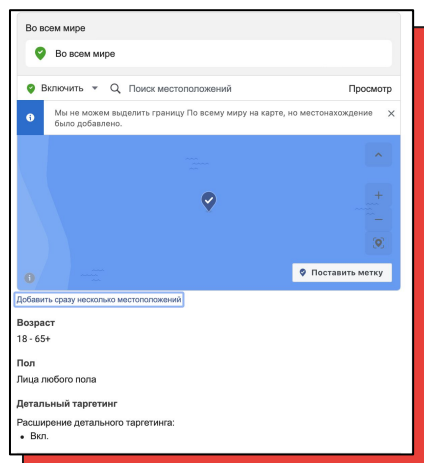 Во всем мире
Во всем мире
Включить
Поиск местоположений
Просмотр
Мы не можем выделить границу По всему миру на карте, но местонахождение
было добавлено.
Поставить метку
Добавить сразу несколько местоположений
Возраст
18 - 65+
Пол
Лица любого пола
Детальный таргетинг
Расширение детального таргетинга:
• Вкл.